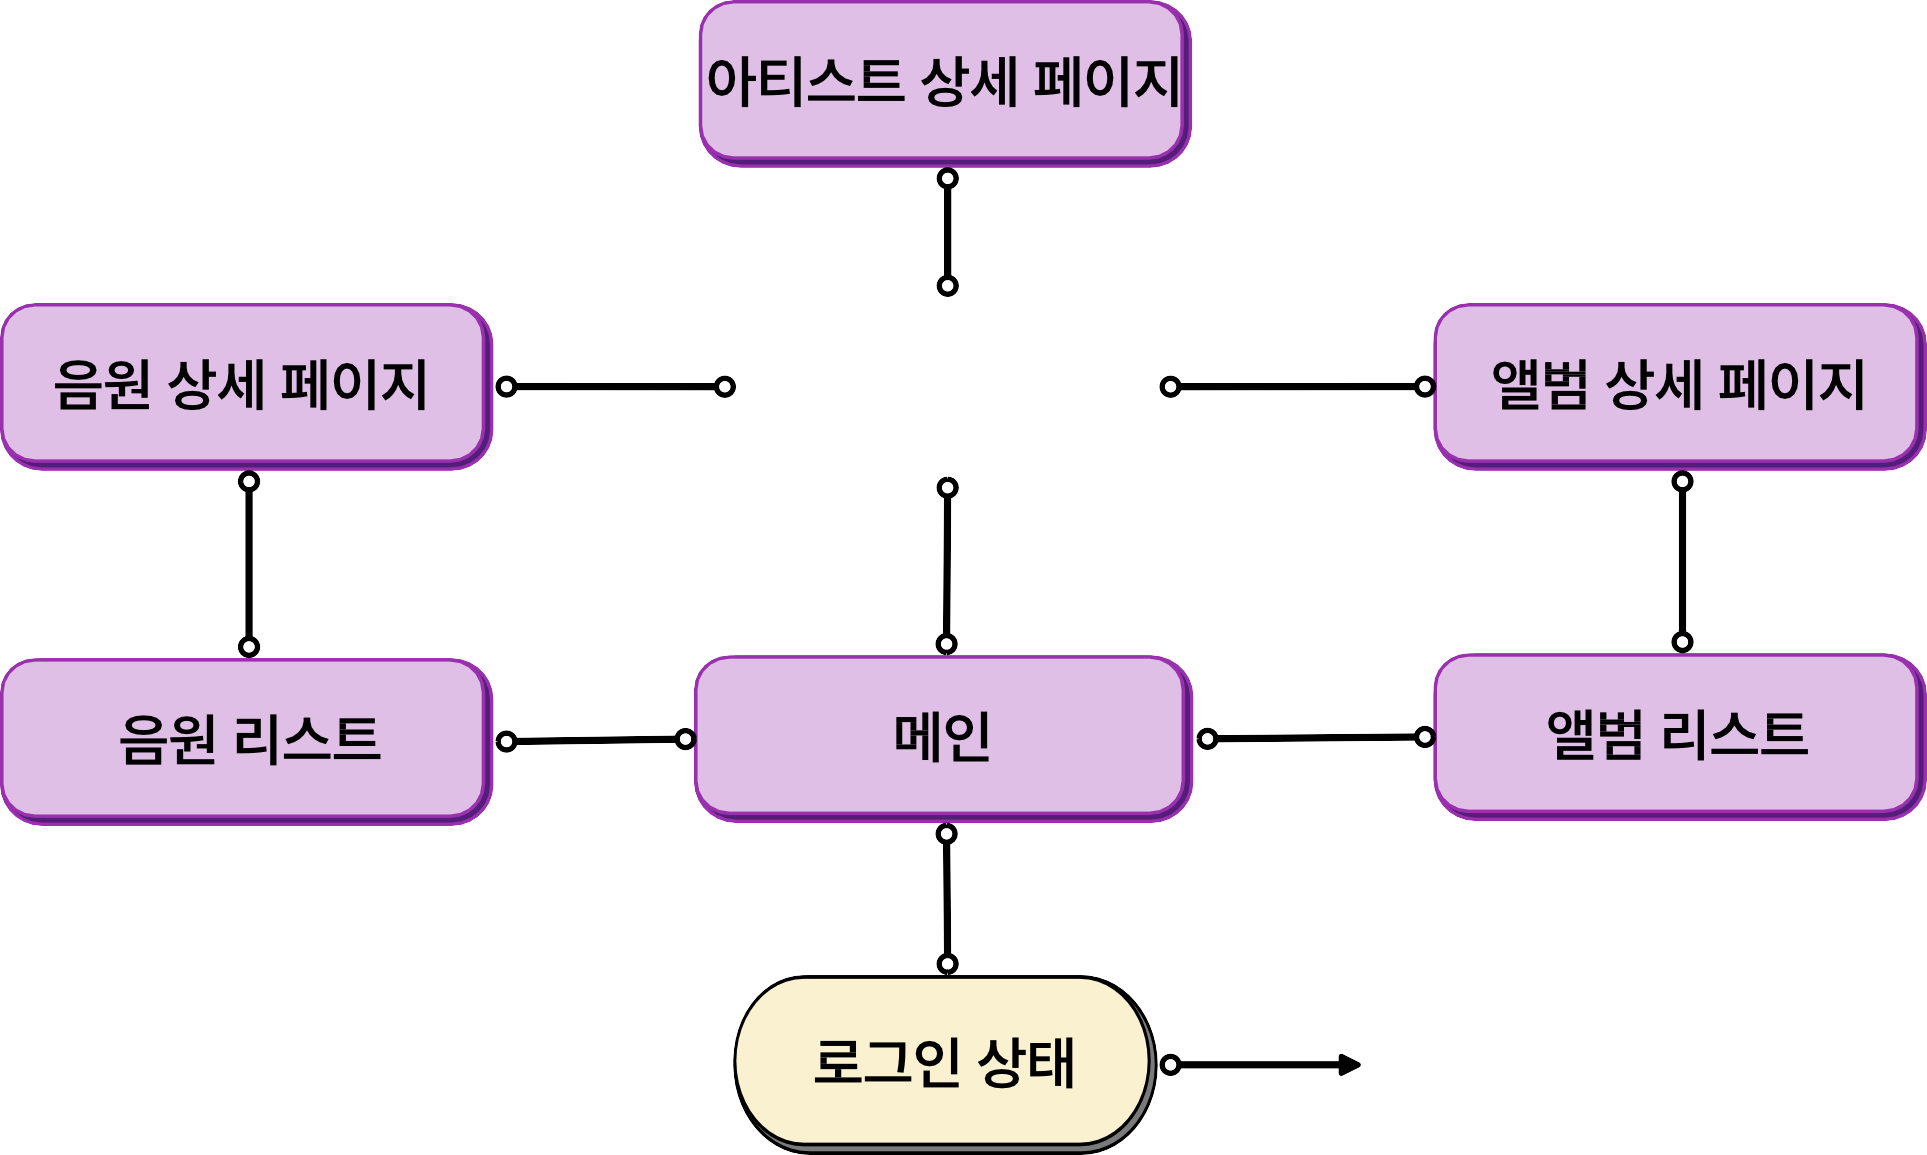 아티스트 상세 페이지
음원 상세 페이지
앨범 상세 페이지
음원 리스트
메인
앨범 리스트
로그인 상태